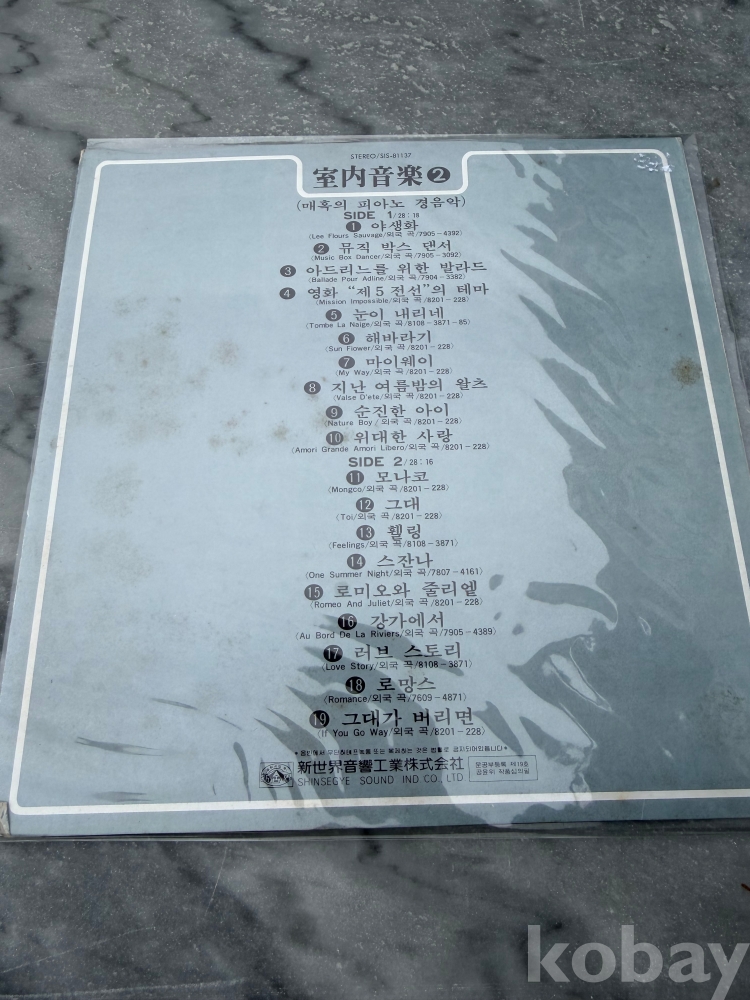 STEREO/SIS-81137
室内音楽 2
(매혹의 피아노 경음악)
SIDE 1/28:18
1 야생화
(Lee Flours Sauvage/외국 곡/7905-4392)
2 뮤직 박스 댄서
(Music Box Dancer/외국 곡/7905-3092)
3 아드리느를 위한 발라드
(Ballade Pour Adline/외국 곡/7904-3382)
4 영화 "제5전선"의 테마
(Mission Impossible/외국 곡/8201-228)
5 눈이 내리네
(Tombe La Naige/외국 곡/8108-3871-85)
6 해바라기
(Sun Flower/외국 곡/8201-228)
7 마이웨이
(My Way/외국 곡/8201-228)
8 지난 여름밤의 왈츠
(Valse D'ete/외국 곡/8201-228)
9 순진한 아이
(Nature Boy/외국 곡/8201-228)
10 위대한 사랑
(Amori Grande Amori Libero/외국 곡/8201-228)
SIDE 2/28:16
11 모나코
(Mongco/외국 곡/8201-228)
12 그대
(Toi/외국 곡/8201-228)
13 휄링
(Feelings/외국 곡/8108-3871)
14 스잔나
(One Summer Night/외국 곡/7807-4161)
15 로미오와 줄리엘
(Romeo And Juliet/외국 곡/8201-228)
16 강가에서
(Au Bord De La Riviers/외국 곡/7905-4389)
17 러브 스토리
(Love Story/외국 곡/8108-3871)
18 로망스
(Romance/외국 곡/7609-4871)
19 그대가 버리면
(If You Go Way/외국 곡/8201-228)
新世界音響工業株式会社
SHINSEGYE SOUND IND CO., LTD
문공부등록·제19호
kobay